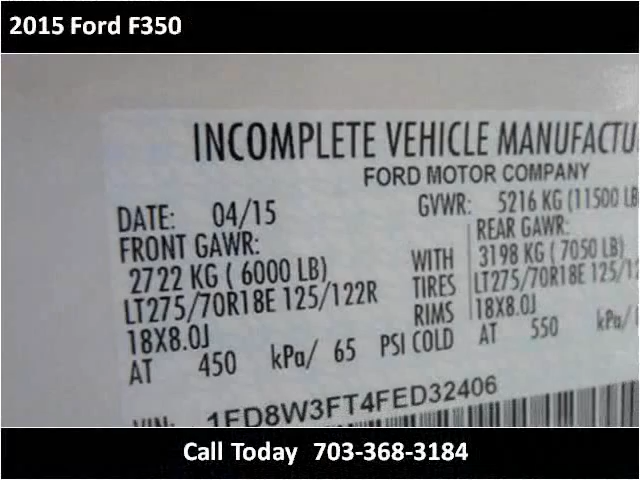 2015 Ford F350
INCOMPLETE VEHICLE MANUFACTU
FORD MOTOR COMPANY
DATE: 04/15
GVWR: 5216 KG (11500 LB
FRONT GAWR:
2722 KG ( 6000 LB)
LT275/70R18E 125/122R
18X8.0J
AT 450 kPa/ 65 PSI COLD
WITH
TIRES
RIMS
REAR GAWR:
3198 KG ( 7050 LB)
LT275/70R18E 125/12
18X8.0J
AT 550 kPa/
VIN: 1FD8W3FT4FED32406
Call Today 703-368-3184